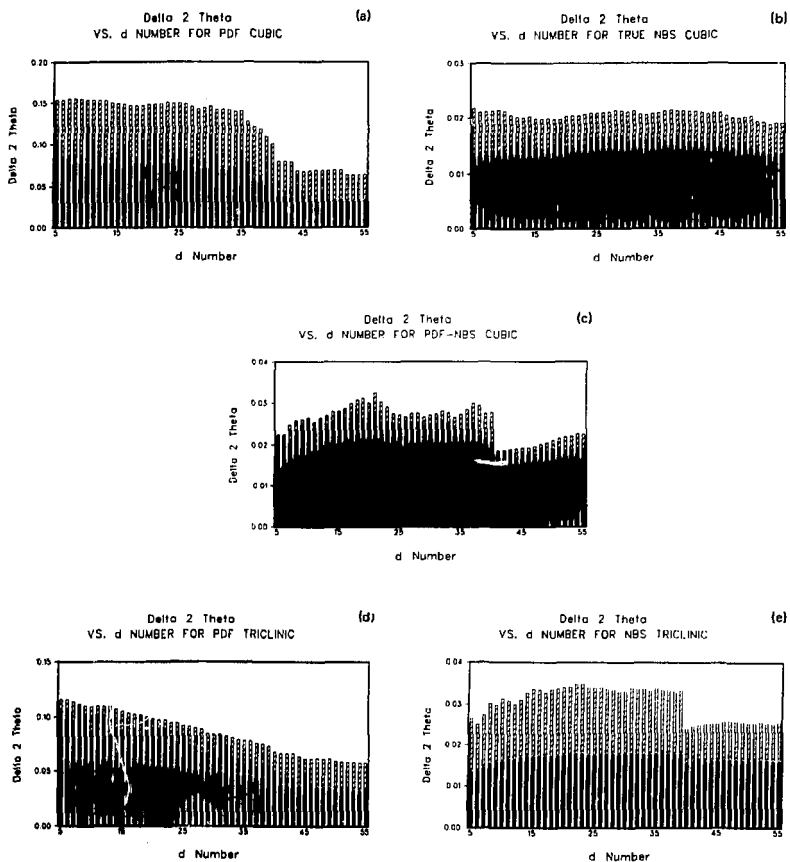 Delta 2 Theta (a)
VS. d NUMBER FOR PDF CUBIC
Delta 2 Theta
0.20
0.15
0.10
0.05
0.00
5 15 25 35 45 55
d Number
Delta 2 Theta (b)
VS. d NUMBER FOR TRUE NBS CUBIC
Delta 2 Theta
0.03
0.02
0.01
0.00
5 15 25 35 45 55
d Number
Delta 2 Theta (c)
VS. d NUMBER FOR PDF-NBS CUBIC
Delta 2 Theta
0.04
0.03
0.02
0.01
0.00
5 15 25 35 45 55
d Number
Delta 2 Theta (d)
VS. d NUMBER FOR PDF TRICLINIC
Delta 2 Theta
0.15
0.10
0.05
0.00
5 15 25 35 45 55
d Number
Delta 2 Theta (e)
VS. d NUMBER FOR NBS TRICLINIC
Delta 2 Theta
0.04
0.03
0.02
0.01
0.00
5 15 25 35 45 55
d Number